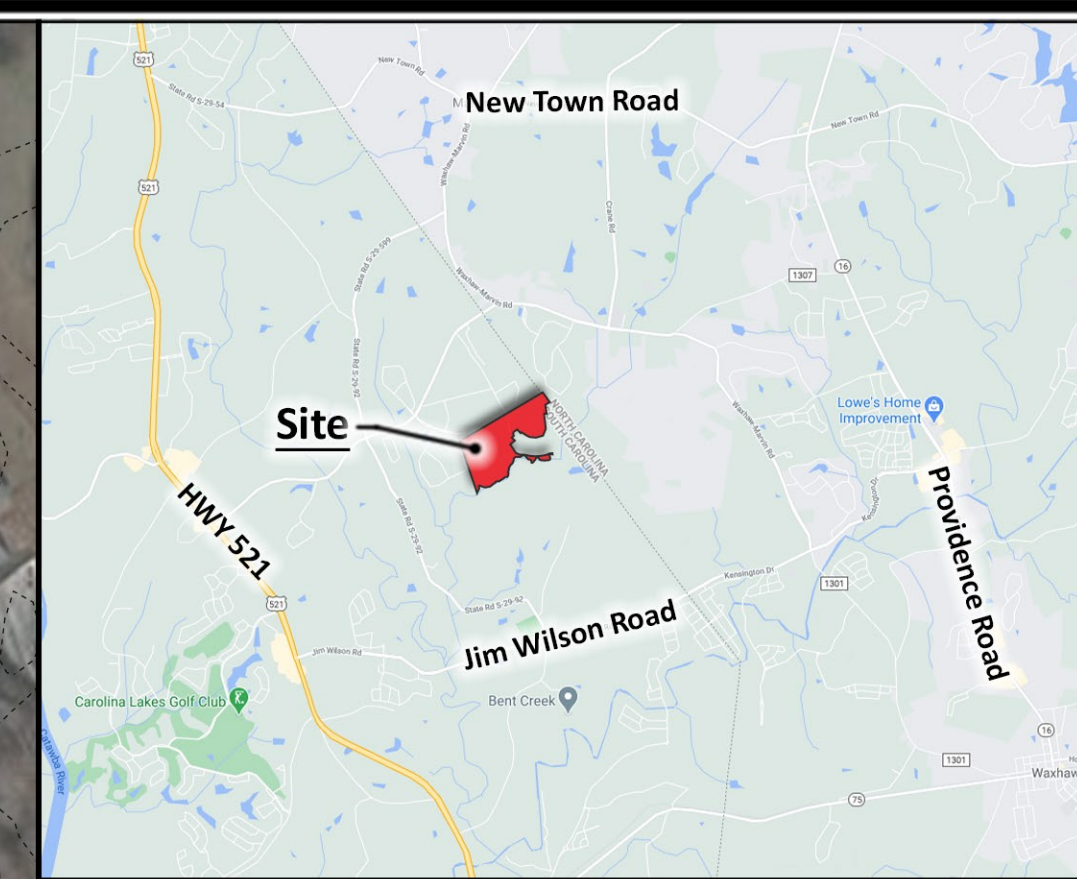 521
New Town Rd
State Rd S-29-54
New Town Road
New Town Rd
521
Waxhaw-Marvin Rd
Crane Rd
State Rd S-29-599
16
1307
Waxhaw-Marvin Rd
State Rd S-29-92
NORTH CAROLINA
SOUTH CAROLINA
Lowe's Home
Improvement
Site
Waxhaw-Marvin Rd
Providence Road
HWY 521
State Rd S-29-92
Kensington Dr
521
Kensington Dr
1301
State Rd S-29-92
Jim Wilson Road
Jim Wilson Rd
Carolina Lakes Golf Club
Bent Creek
Catawba River
16
1301
Waxhaw
75